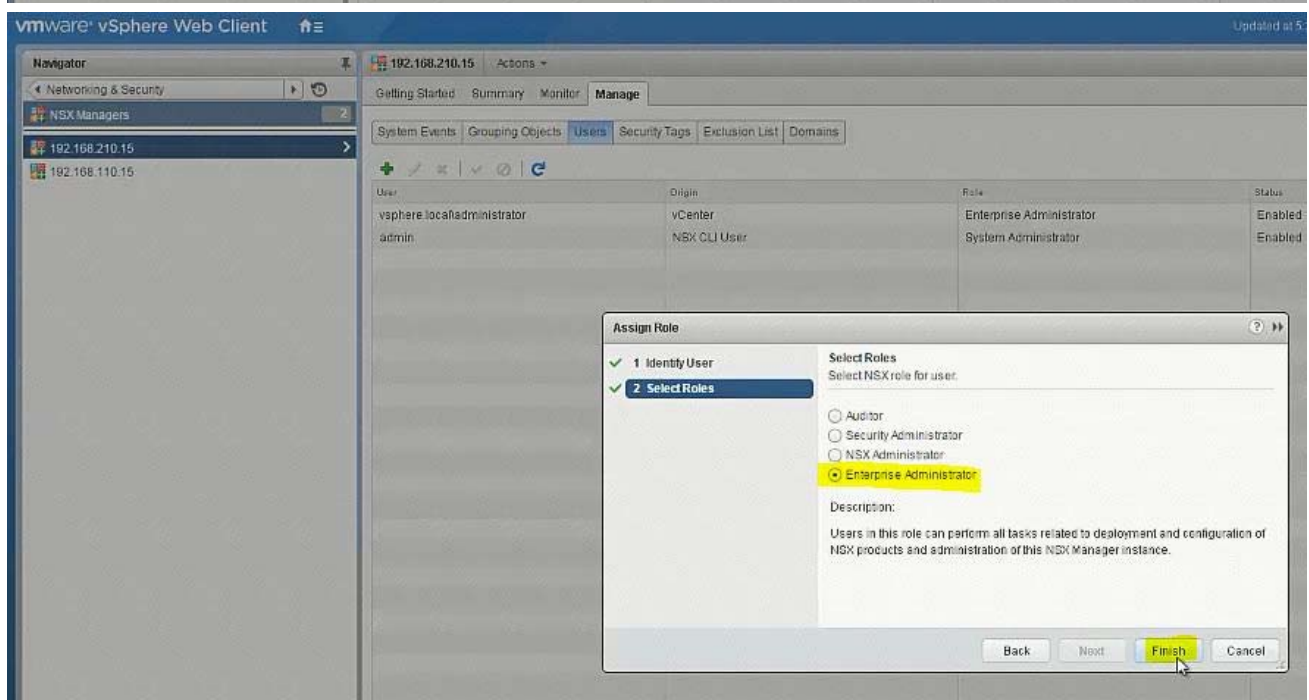 vmware® vSphere Web Client
Updated at 5:
Navigator
Networking & Security
NSX Managers 2
192.168.210.15
192.168.110.15
192.168.210.15 Actions
Getting Started Summary Monitor Manage
System Events Grouping Objects Users Security Tags Exclusion List Domains
User Origin Role Status
vsphere.local\administrator vCenter Enterprise Administrator Enabled
admin NSX CLI User System Administrator Enabled
Assign Role
1 Identify User
2 Select Roles
Select Roles
Select NSX role for user.
Auditor
Security Administrator
NSX Administrator
Enterprise Administrator
Description:
Users in this role can perform all tasks related to deployment and configuration of
NSX products and administration of this NSX Manager instance.
Back Next Finish Cancel